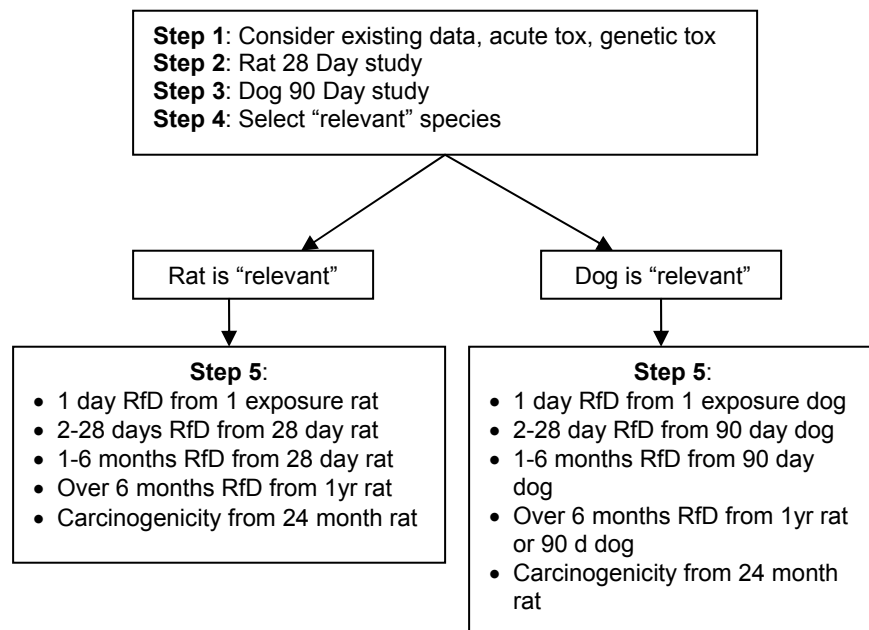 Step 1: Consider existing data, acute tox, genetic tox
Step 2: Rat 28 Day study
Step 3: Dog 90 Day study
Step 4: Select “relevant” species
Rat is “relevant”
Dog is “relevant”
Step 5:
• 1 day RfD from 1 exposure rat
• 2-28 days RfD from 28 day rat
• 1-6 months RfD from 28 day rat
• Over 6 months RfD from 1yr rat
• Carcinogenicity from 24 month rat
Step 5:
• 1 day RfD from 1 exposure dog
• 2-28 day RfD from 90 day dog
• 1-6 months RfD from 90 day
dog
• Over 6 months RfD from 1yr rat
or 90 d dog
• Carcinogenicity from 24 month
rat